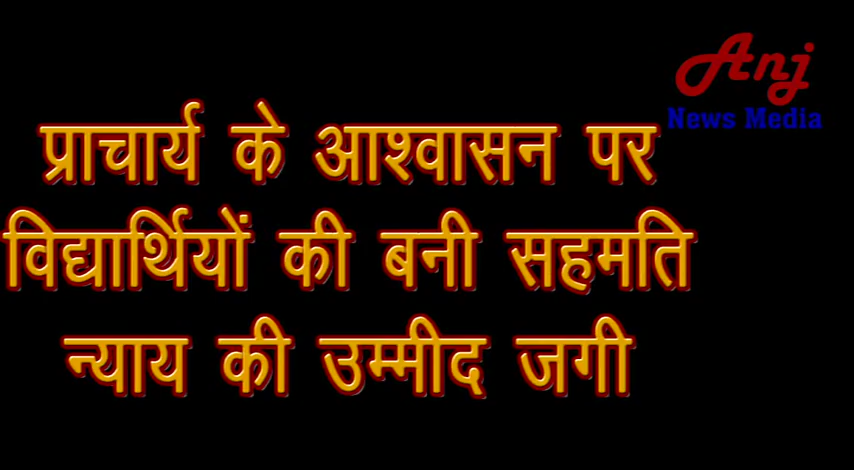 Anj
News Media
प्राचार्य के आश्वासन पर
विद्यार्थियों की बनी सहमति
न्याय की उम्मीद जगी